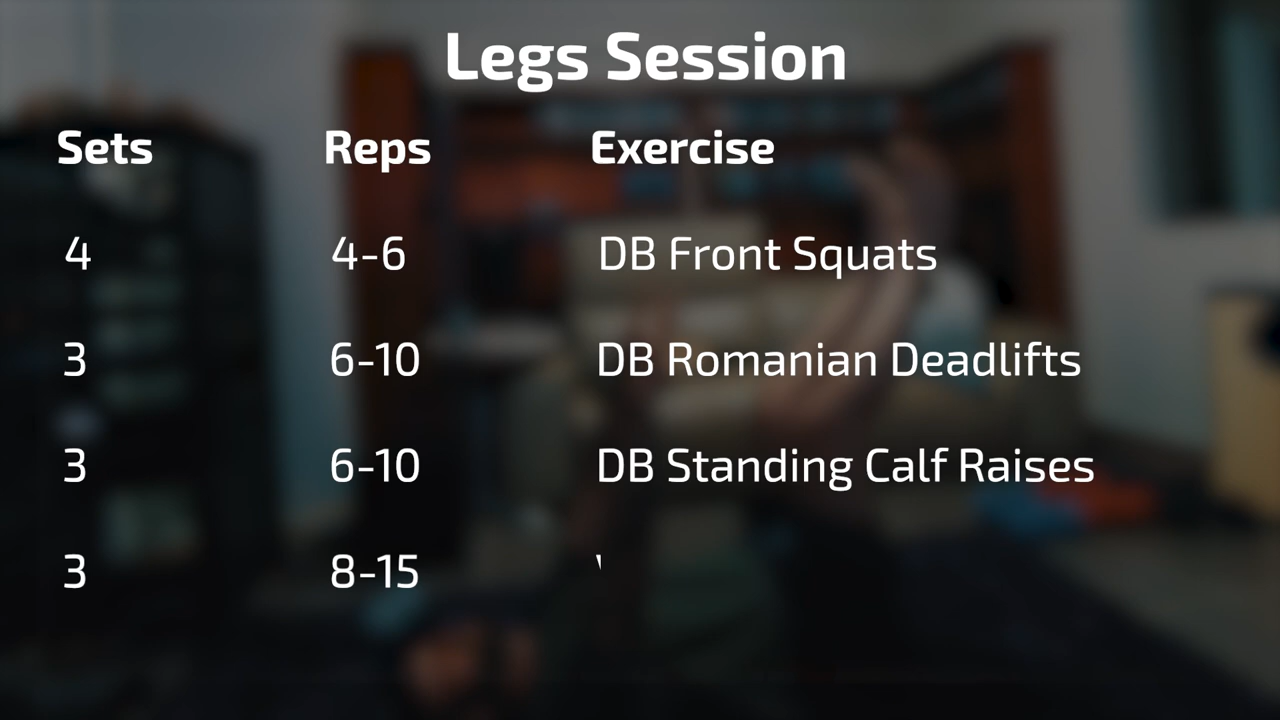 Legs Session
Sets Reps Exercise
4 4-6 DB Front Squats
3 6-10 DB Romanian Deadlifts
3 6-10 DB Standing Calf Raises
3 8-15